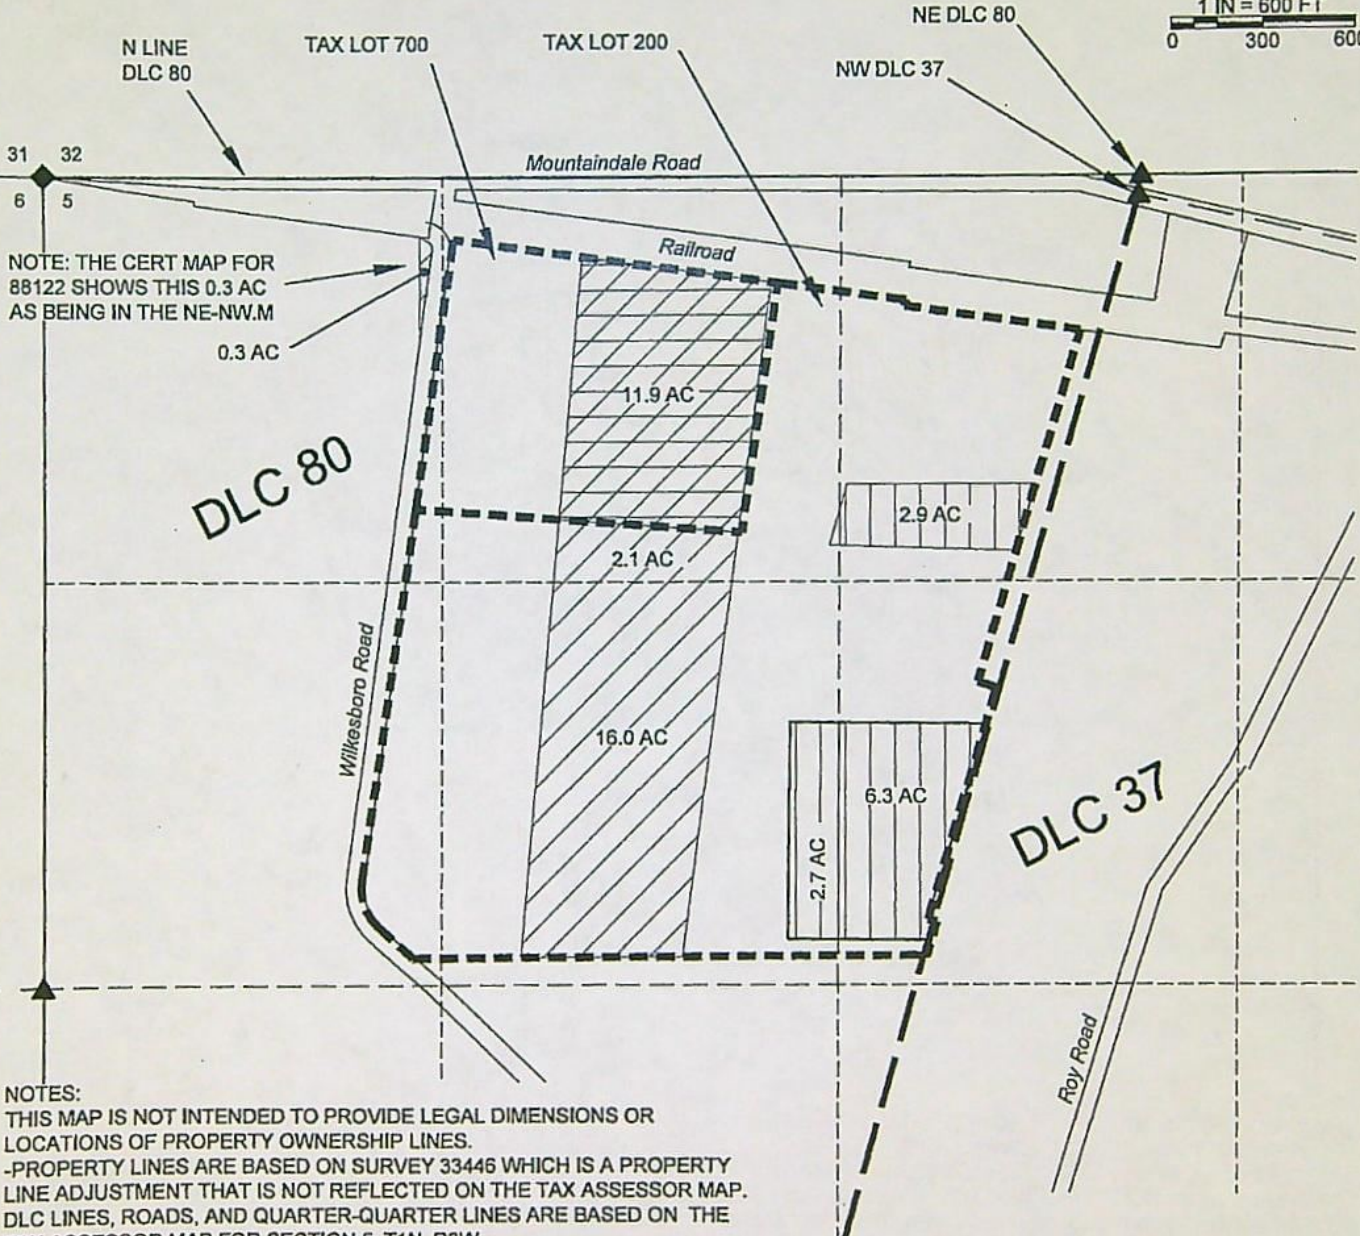 1 IN = 600 FT
0 300 600
NE DLC 80
N LINE
DLC 80
TAX LOT 700
TAX LOT 200
NW DLC 37
31 32
6 5
Mountaindale Road
Railroad
NOTE: THE CERT MAP FOR
88122 SHOWS THIS 0.3 AC
AS BEING IN THE NE-NW.M
0.3 AC
11.9 AC
DLC 80
2.9 AC
2.1 AC
Wilkesboro Road
16.0 AC
6.3 AC
2.7 AC
DLC 37
Roy Road
NOTES:
THIS MAP IS NOT INTENDED TO PROVIDE LEGAL DIMENSIONS OR
LOCATIONS OF PROPERTY OWNERSHIP LINES.
-PROPERTY LINES ARE BASED ON SURVEY 33446 WHICH IS A PROPERTY
LINE ADJUSTMENT THAT IS NOT REFLECTED ON THE TAX ASSESSOR MAP.
DLC LINES, ROADS, AND QUARTER-QUARTER LINES ARE BASED ON THE
ASSESSOR MAP FOR SECTION 5, T1N,